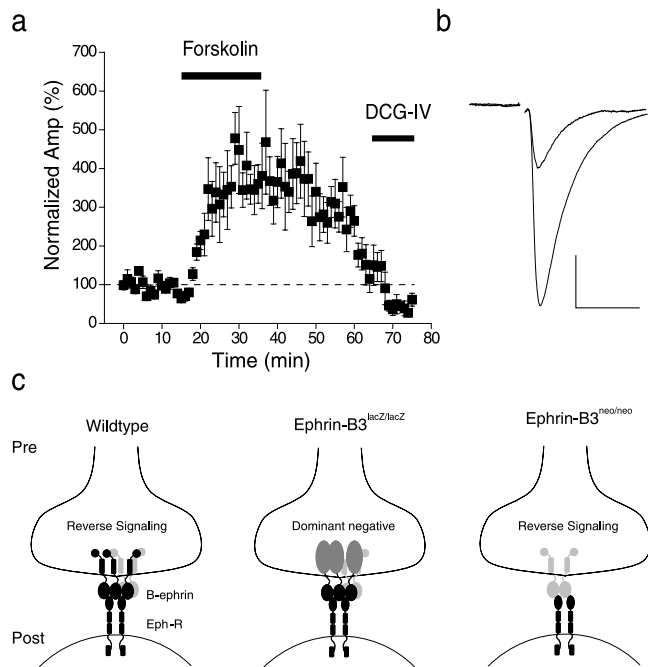 a
b
Forskolin
DCG-IV
Normalized Amp (%)
700
600
500
400
300
200
100
0
0 10 20 30 40 50 60 70 80
Time (min)
c
Wildtype
Ephrin-B3lacZ/lacZ
Ephrin-B3neo/neo
Pre
Reverse Signaling
Dominant negative
Reverse Signaling
B-ephrin
Eph-R
Post